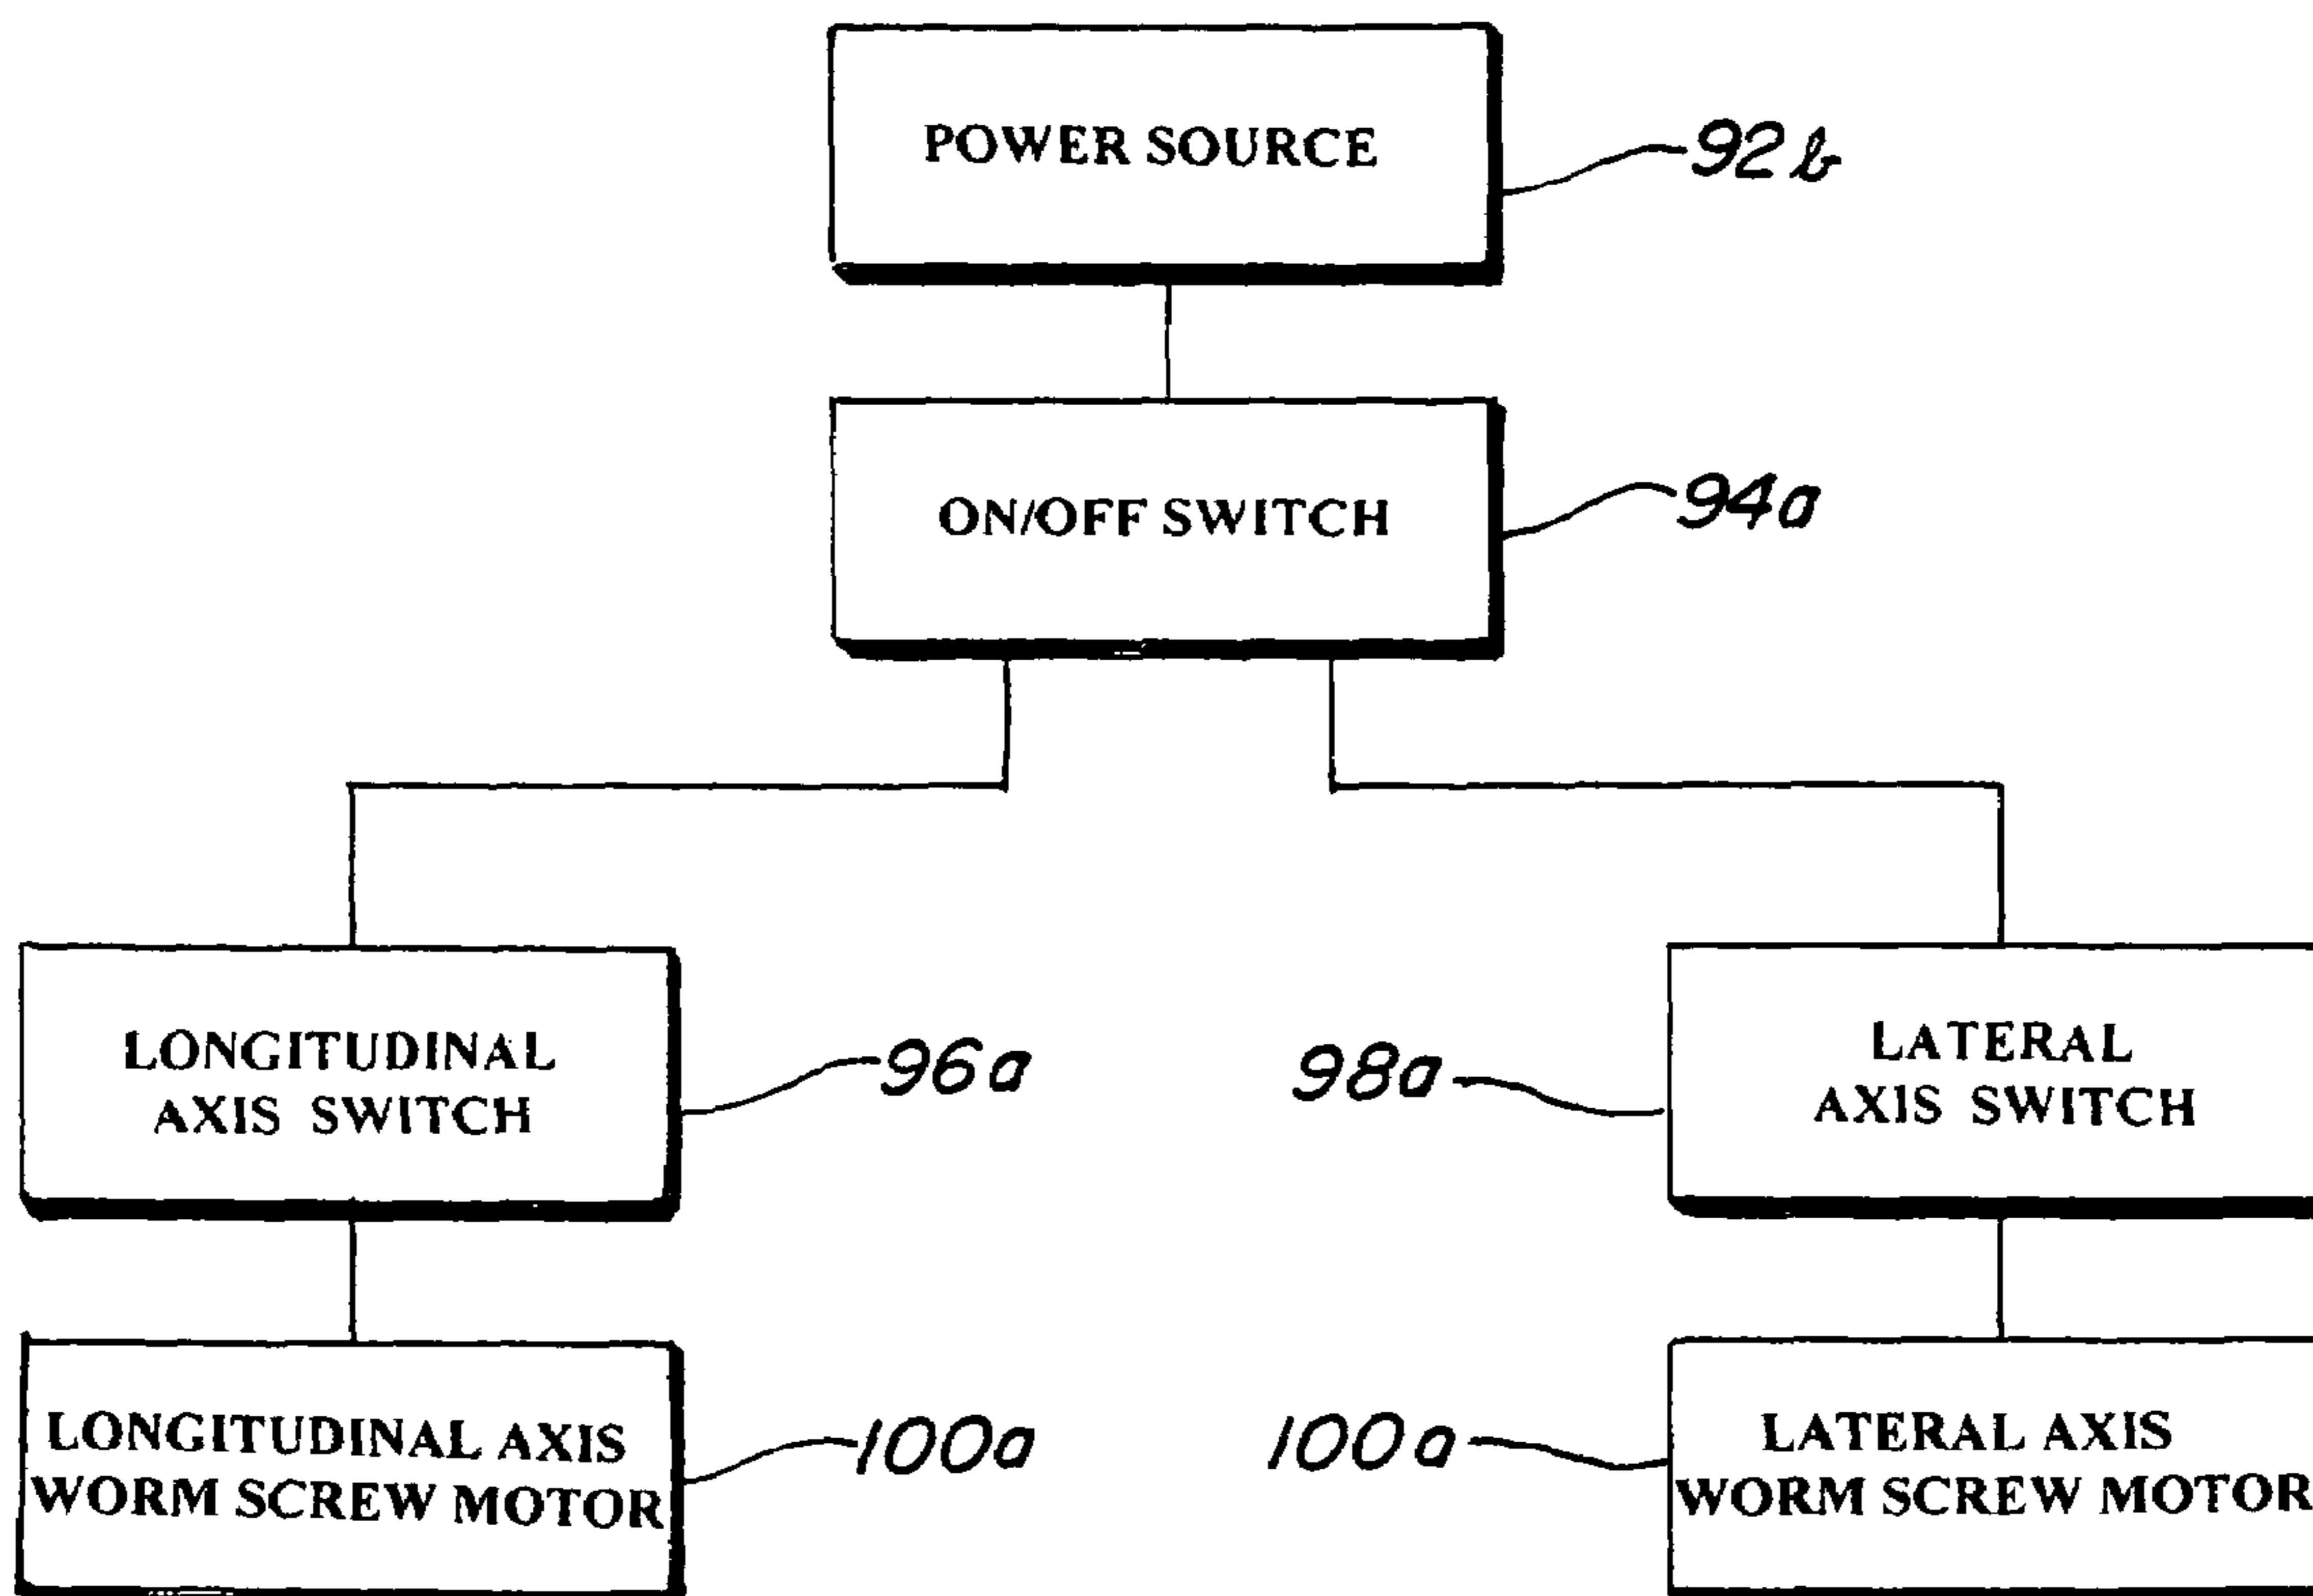 POWER SOURCE
92b
ON/OFF SWITCH
94a
LONGITUDINAL
AXIS SWITCH
96a
98a
LATERAL
AXIS SWITCH
LONGITUDINAL AXIS
WORM SCREW MOTOR
100a
100a
LATERAL AXIS
WORM SCREW MOTOR